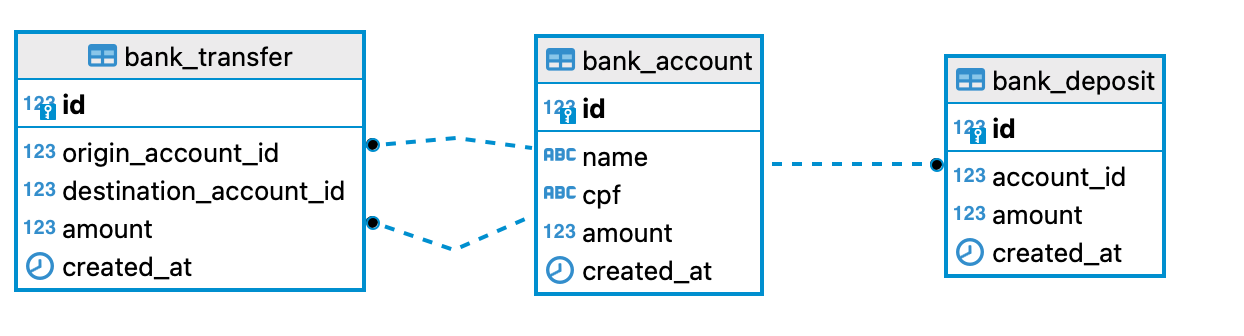 bank_transfer
123 id
123 origin_account_id
123 destination_account_id
123 amount
created_at
bank_account
123 id
ABC name
ABC cpf
123 amount
created_at
bank_deposit
123 id
123 account_id
123 amount
created_at